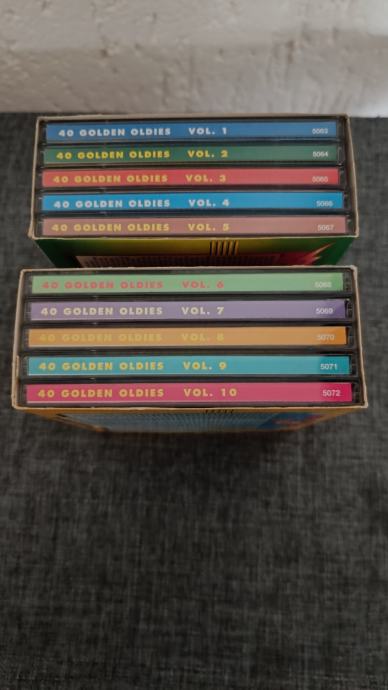 40 GOLDEN OLDIES VOL. 1 5063
40 GOLDEN OLDIES VOL. 2 5064
40 GOLDEN OLDIES VOL. 3 5065
40 GOLDEN OLDIES VOL. 4 5066
40 GOLDEN OLDIES VOL. 5 5067
40 GOLDEN OLDIES VOL. 6 5068
40 GOLDEN OLDIES VOL. 7 5069
40 GOLDEN OLDIES VOL. 8 5070
40 GOLDEN OLDIES VOL. 9 5071
40 GOLDEN OLDIES VOL. 10 5072